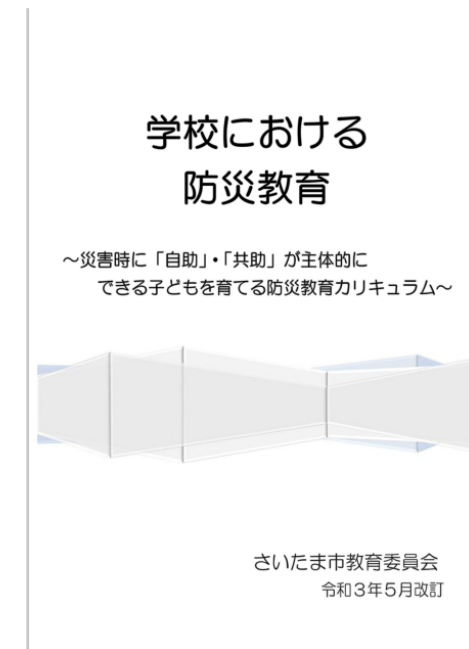 学校における
防災教育
～災害時に「自助」・「共助」が主体的に
できる子どもを育てる防災教育カリキュラム～
さいたま市教育委員会
令和３年５月改訂